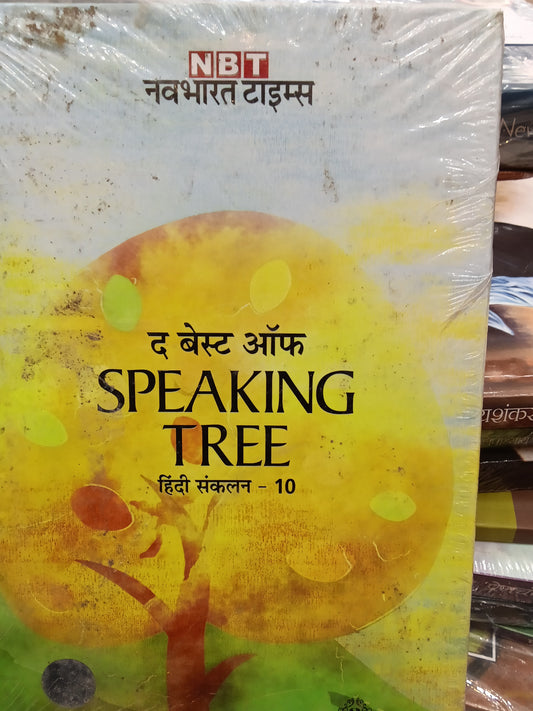 NBT
नवभारत टाइम्स
द बेस्ट ऑफ
SPEAKING
TREE
हिंदी संकलन - 10